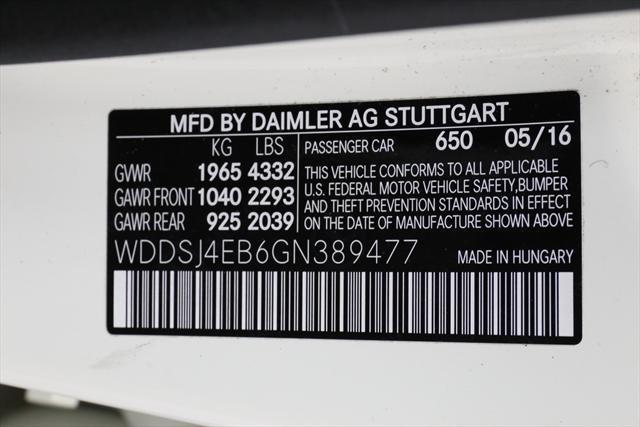 MFD BY DAIMLER AG STUTTGART
KG LBS
GVWR 1965 4332
GAWR FRONT 1040 2293
GAWR REAR 925 2039
PASSENGER CAR 650 05/16
THIS VEHICLE CONFORMS TO ALL APPLICABLE
U.S. FEDERAL MOTOR VEHICLE SAFETY,BUMPER
AND THEFT PREVENTION STANDARDS IN EFFECT
ON THE DATE OF MANUFACTURE SHOWN ABOVE
WDDSJ4EB6GN389477
MADE IN HUNGARY